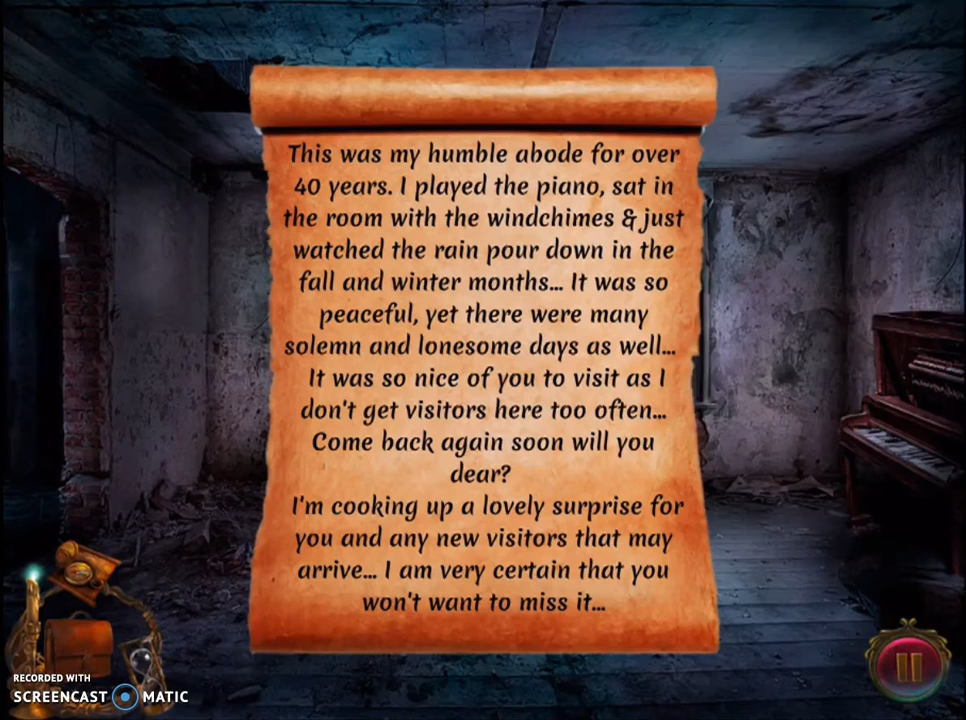 This was my humble abode for over
40 years. I played the piano, sat in
the room with the windchimes & just
watched the rain pour down in the
fall and winter months... It was so
peaceful, yet there were many
solemn and lonesome days as well...
It was so nice of you to visit as I
don't get visitors here too often...
Come back again soon will you
dear?
I'm cooking up a lovely surprise for
you and any new visitors that may
arrive... I am very certain that you
won't want to miss it...
RECORDED WITH
SCREENCAST MATIC